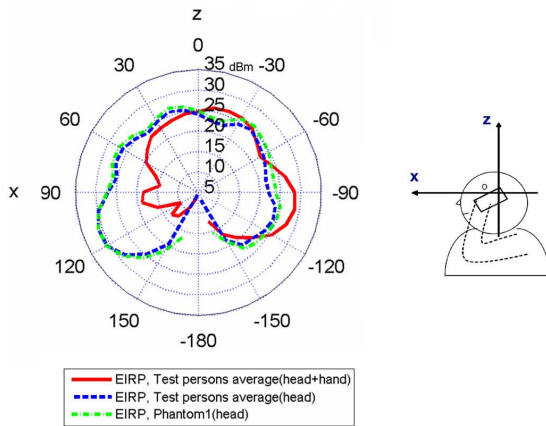 z
0
30
-30
35
dBm
30
25
20
15
10
5
60
-60
x
90
-90
120
-120
150
-150
-180
EIRP, Test persons average(head+hand)
EIRP, Test persons average(head)
EIRP, Phantom1(head)
z
x